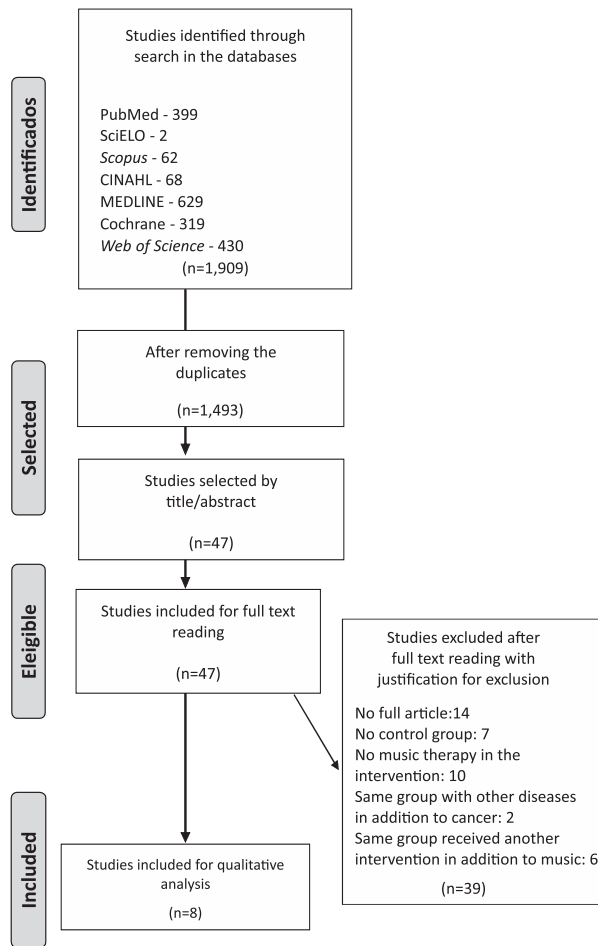 Identificados
Studies identified through
search in the databases
PubMed - 399
SciELO - 2
Scopus - 62
CINAHL - 68
MEDLINE - 629
Cochrane - 319
Web of Science - 430
(n=1,909)
Selected
After removing the
duplicates
(n=1,493)
Studies selected by
title/abstract
(n=47)
Eleigible
Studies included for full text
reading
(n=47)
Studies excluded after
full text reading with
justification for exclusion
No full article:14
No control group: 7
No music therapy in the
intervention: 10
Same group with other diseases
in addition to cancer: 2
Same group received another
intervention in addition to music: 6
(n=39)
Included
Studies included for qualitative
analysis
(n=8)